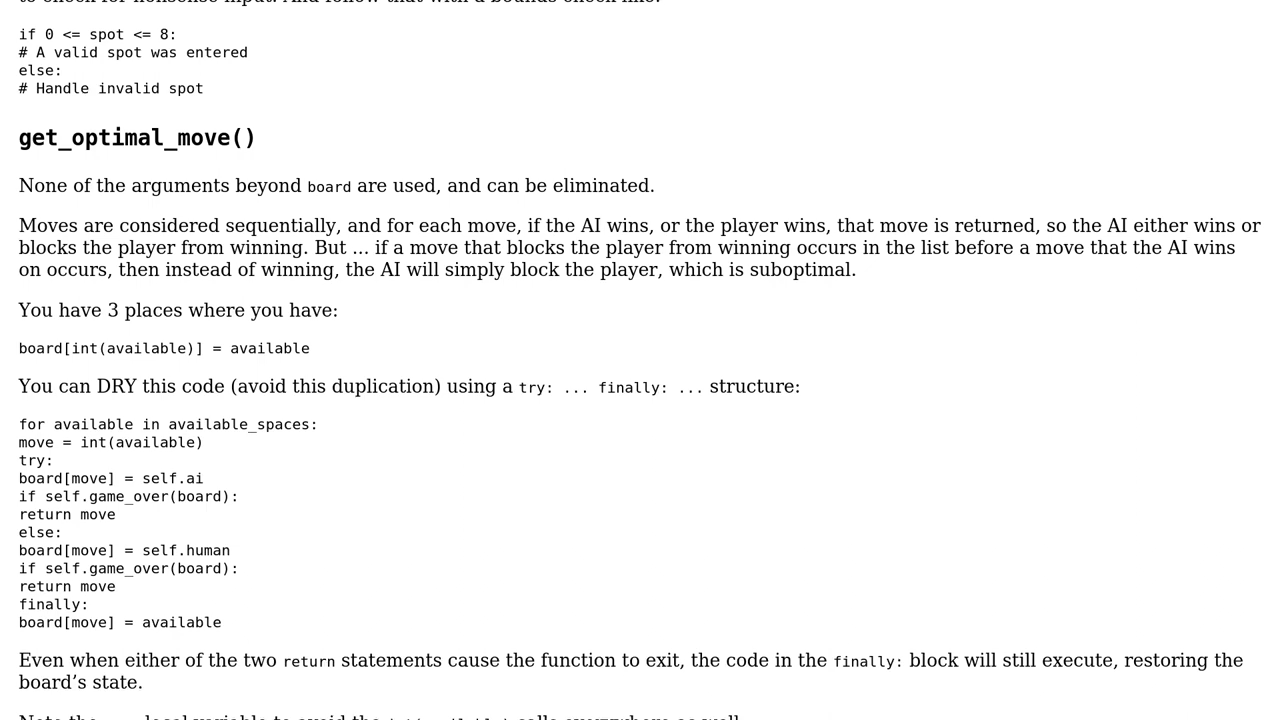 if 0 <= spot <= 8:
# A valid spot was entered
else:
# Handle invalid spot
get_optimal_move()
None of the arguments beyond board are used, and can be eliminated.
Moves are considered sequentially, and for each move, if the AI wins, or the player wins, that move is returned, so the AI either wins or
blocks the player from winning. But ... if a move that blocks the player from winning occurs in the list before a move that the AI wins
on occurs, then instead of winning, the AI will simply block the player, which is suboptimal.
You have 3 places where you have:
board[int(available)] = available
You can DRY this code (avoid this duplication) using a try: ... finally: ... structure:
for available in available_spaces:
move = int(available)
try:
board[move] = self.ai
if self.game_over(board):
return move
else:
board[move] = self.human
if self.game_over(board):
return move
finally:
board[move] = available
Even when either of the two return statements cause the function to exit, the code in the finally: block will still execute, restoring the
board’s state.